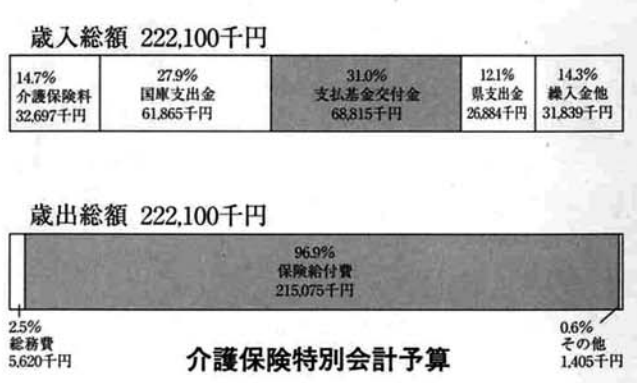 歳入総額 222,100千円
14.7%
介護保険料
32,697千円
27.9%
国庫支出金
61,865千円
31.0%
支払基金交付金
68,815千円
12.1%
県支出金
26,884千円
14.3%
繰入金他
31,839千円
歳出総額 222,100千円
96.9%
保険給付費
215,075千円
2.5%
総務費
5,620千円
0.6%
その他
1,405千円
介護保険特別会計予算